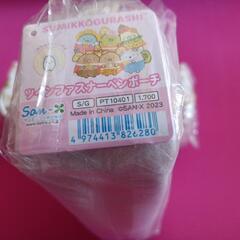 SUMIKKOGURASHI
ツインファスナーペンポーチ
San-X
S/G PT10401 1,700
Made in China ©SAN-X 2023
4 974413 826280